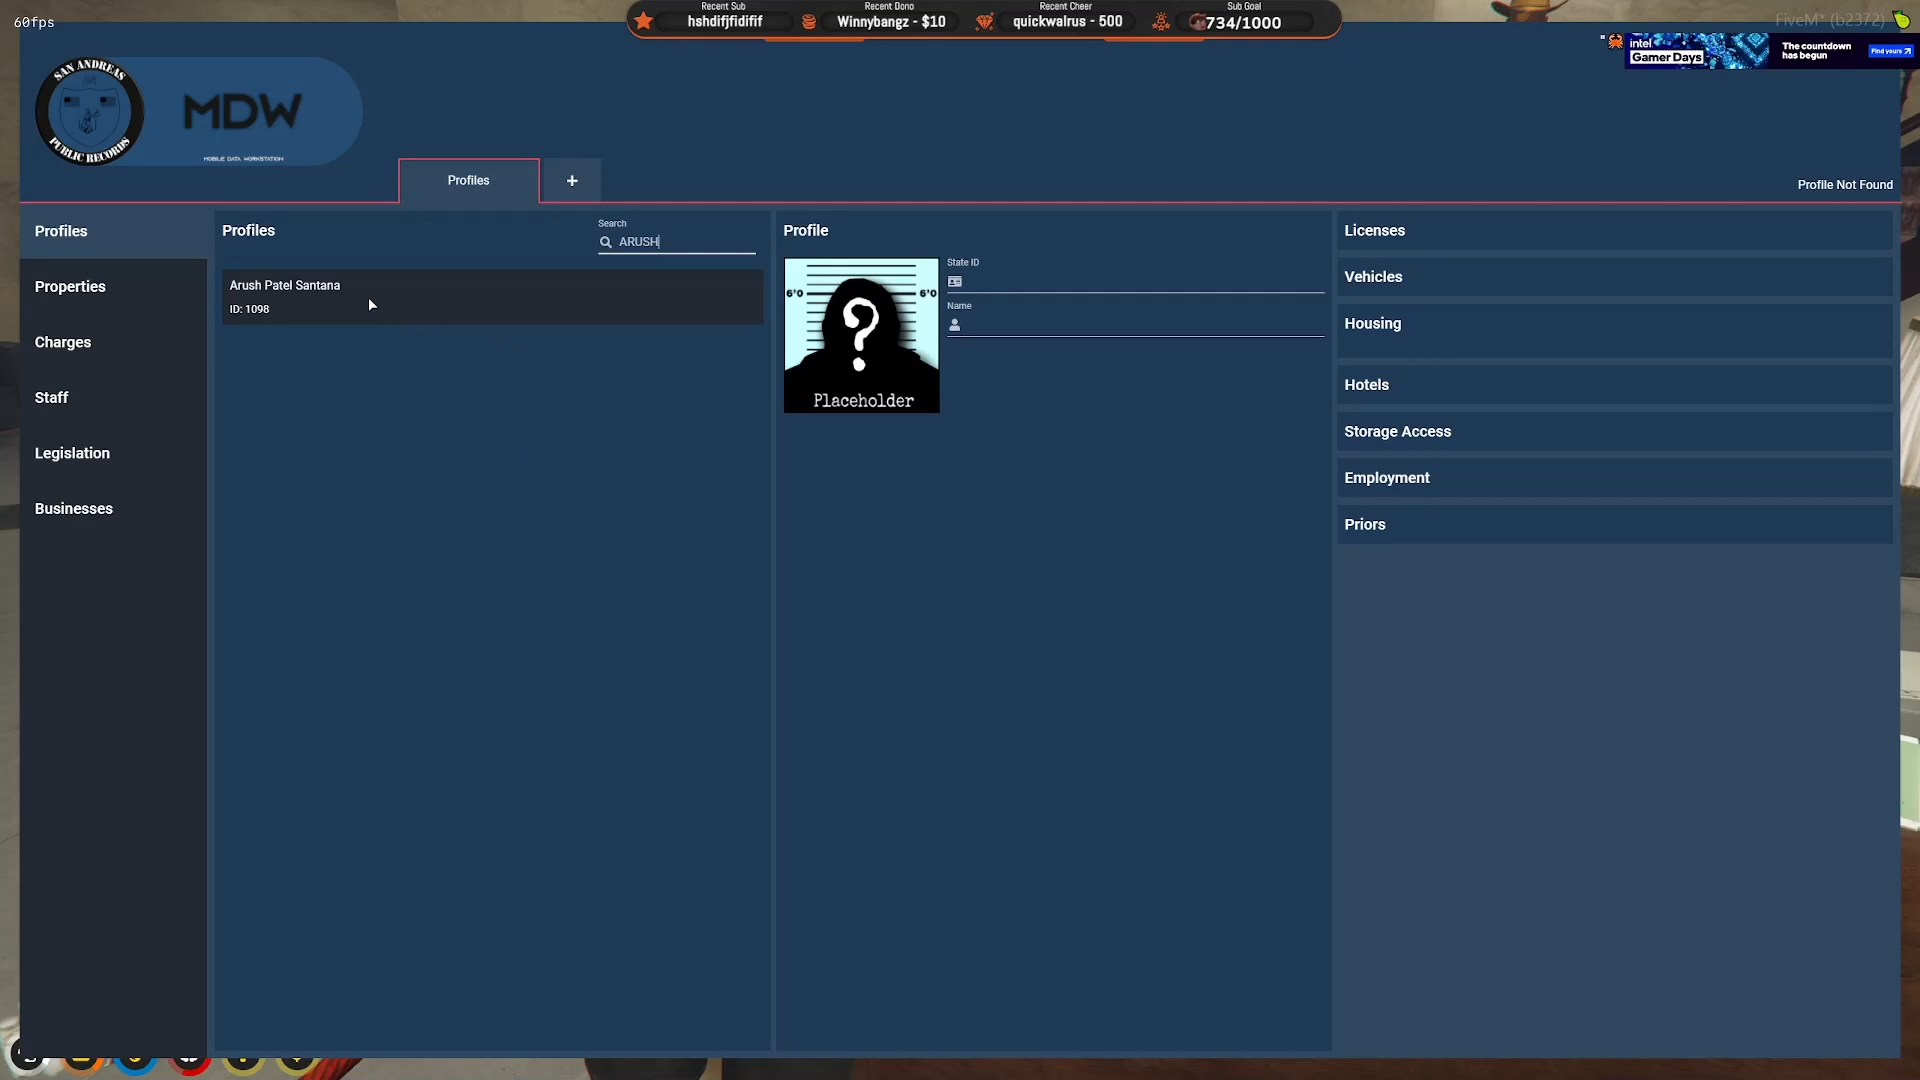 60fps
Recent Sub
hshdifjfidifif
Recent Dono
Winnybangz - $10
Recent Cheer
quickwalrus - 500
Sub Goal
734/1000
FiveM* (b2372)
intel
Gamer Days
The countdown
has begun
Find yours
SAN ANDREAS
PUBLIC RECORDS
MDW
MOBILE DATA WORKSTATION
Profiles
+
Profile Not Found
Profiles
Properties
Charges
Staff
Legislation
Businesses
Profiles
Search
ARUSH
Arush Patel Santana
ID: 1098
Profile
6'0
6'0
?
Placeholder
State ID
Name
Licenses
Vehicles
Housing
Hotels
Storage Access
Employment
Priors